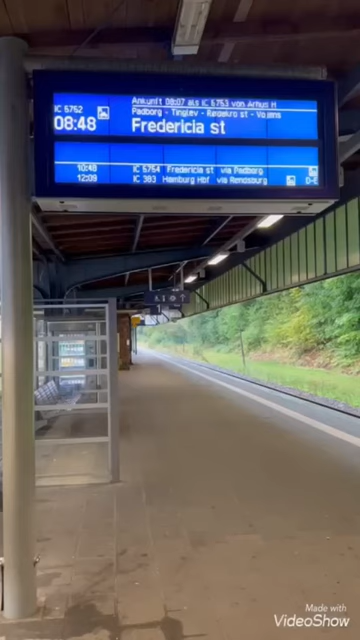 Ankunft 08:07 als IC 5753 von Århus H
IC 5752
Padborg - Tinglev - Rødekro st - Vojens
08:48 Fredericia st
10:48 IC 5754 Fredericia st via Padborg
12:09 IC 383 Hamburg Hbf via Rendsburg D-E
Made with
VideoShow